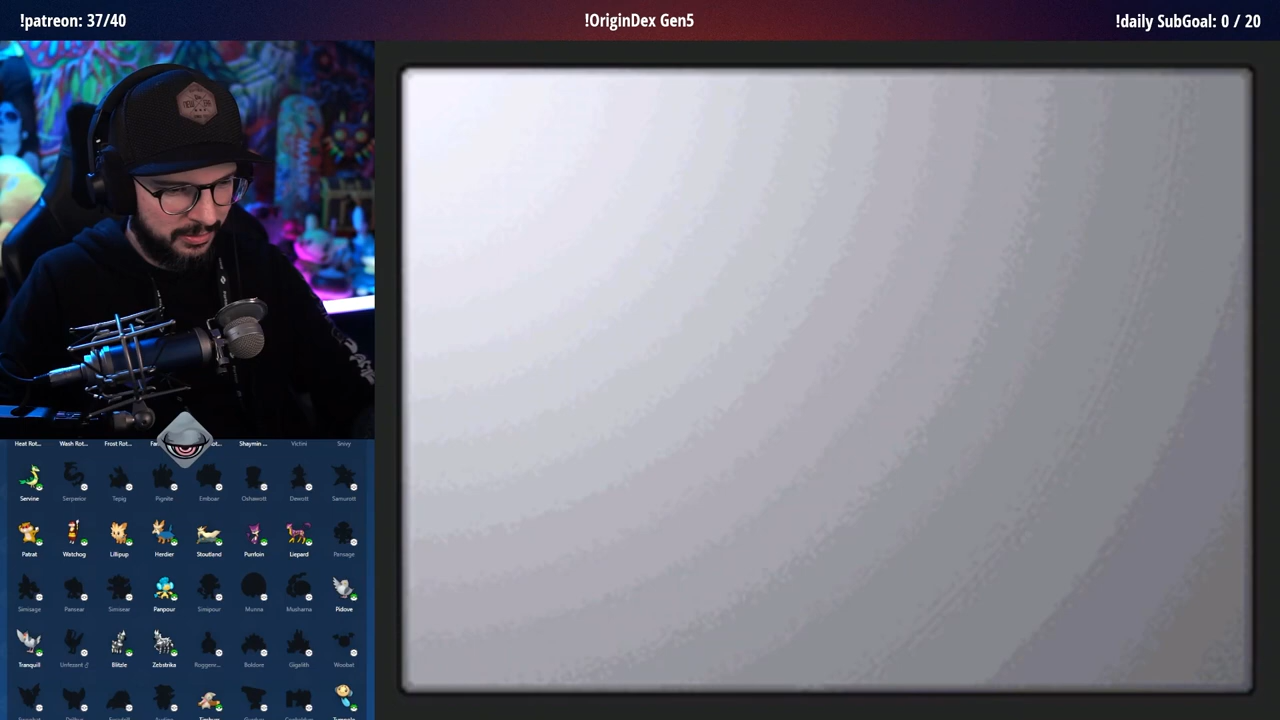 !patreon: 37/40
!OriginDex Gen5
!daily SubGoal: 0 / 20
Heat Rot... Wash Rot... Frost Rot... Shaymin ... Victini Snivy
Servine Serperior Tepig Pignite Emboar Oshawott Dewott Samurott
Patrat Watchog Lillipup Herdier Stoutland Purrloin Liepard Pansage
Simisage Pansear Simisear Panpour Simipour Munna Musharna Pidove
Tranquill Unfezant ♂ Blitzle Zebstrika Roggenr... Boldore Gigalith Woobat